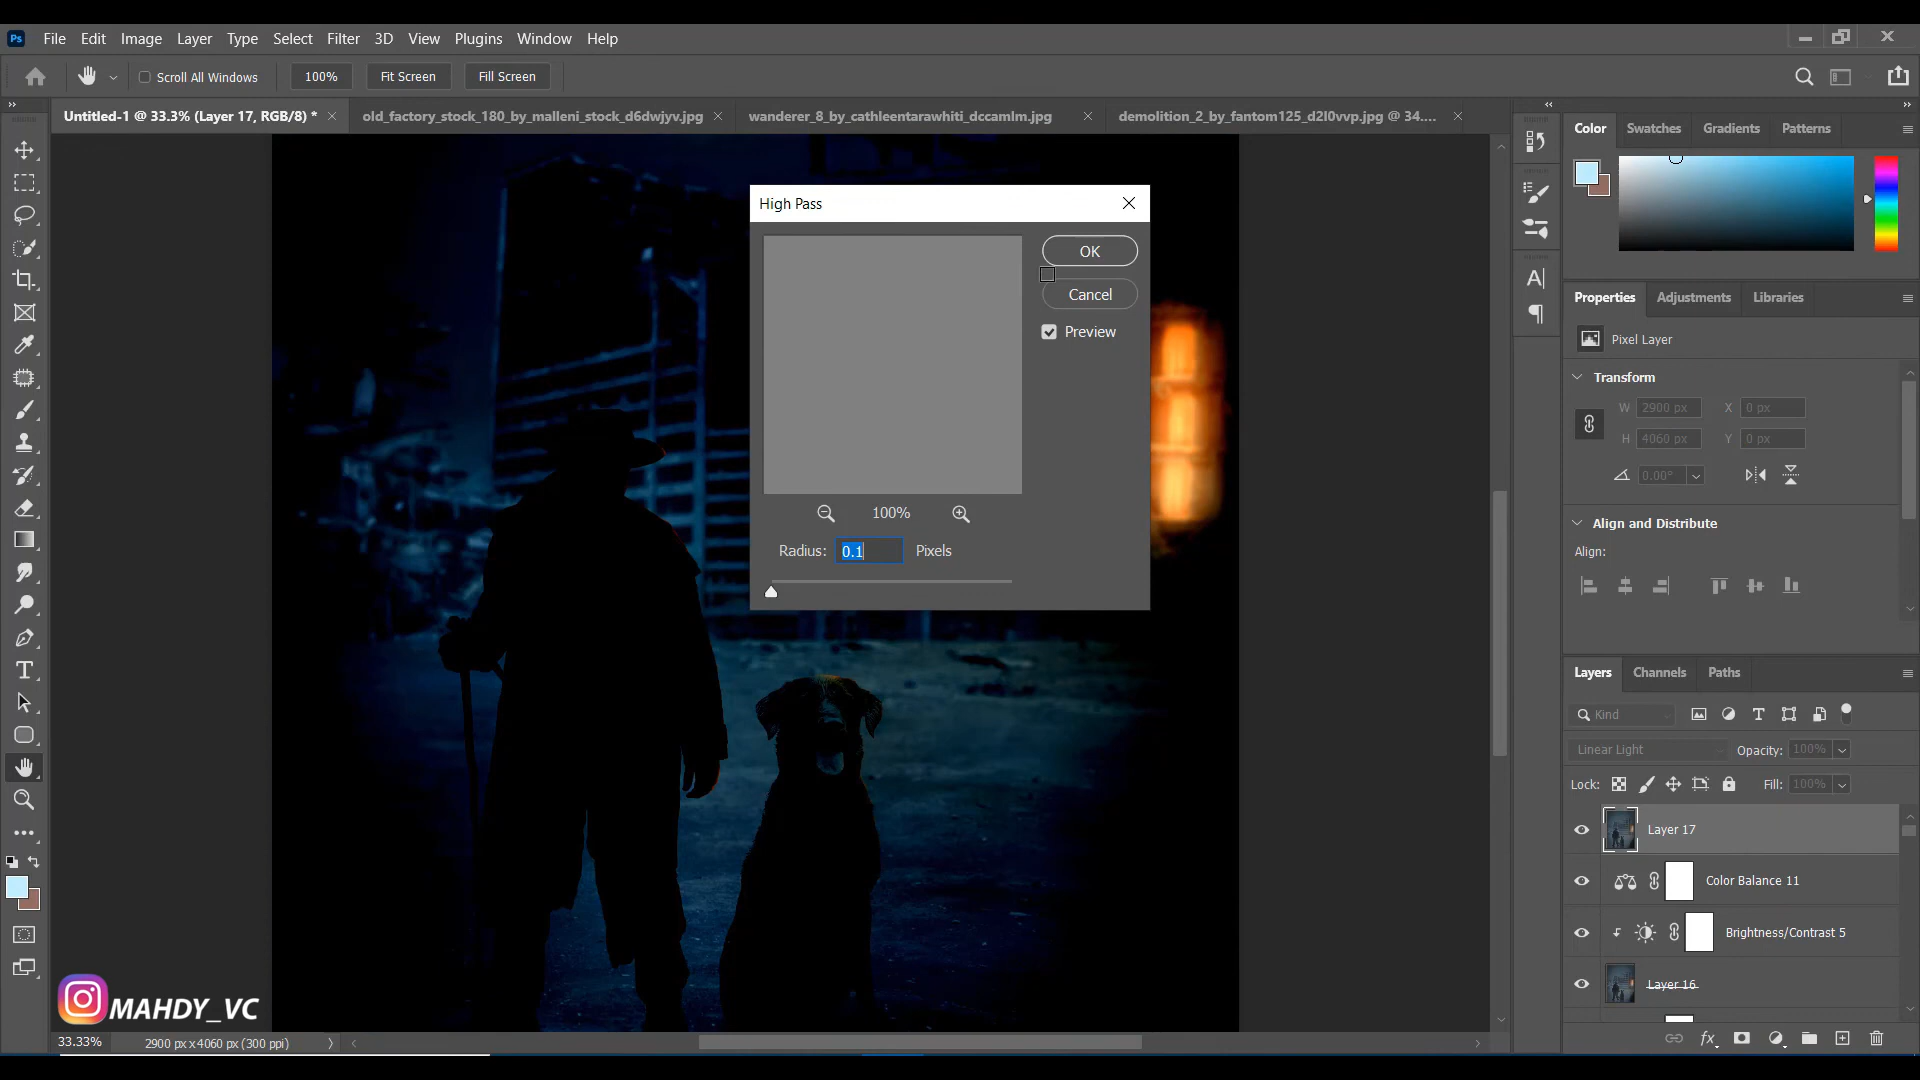 Ps File Edit Image Layer Type Select Filter 3D View Plugins Window Help
Scroll All Windows 100% Fit Screen Fill Screen
Untitled-1 @ 33.3% (Layer 17, RGB/8) * old_factory_stock_180_by_malleni_stock_d6dwjyv.jpg wanderer_8_by_cathleentarawhiti_dccamlm.jpg demolition_2_by_fantom125_d2l0vvp.jpg @ 34....
Color Swatches Gradients Patterns
High Pass
OK
Cancel
Preview
100%
Radius: 0.1 Pixels
Properties Adjustments Libraries
Pixel Layer
Transform
W 2900 px X 0 px
H 4060 px Y 0 px
0.00°
Align and Distribute
Align:
Layers Channels Paths
Kind
Linear Light Opacity: 100%
Lock: Fill: 100%
Layer 17
Color Balance 11
Brightness/Contrast 5
Layer 16
MAHDY_VC
33.33% 2900 px x 4060 px (300 ppi)